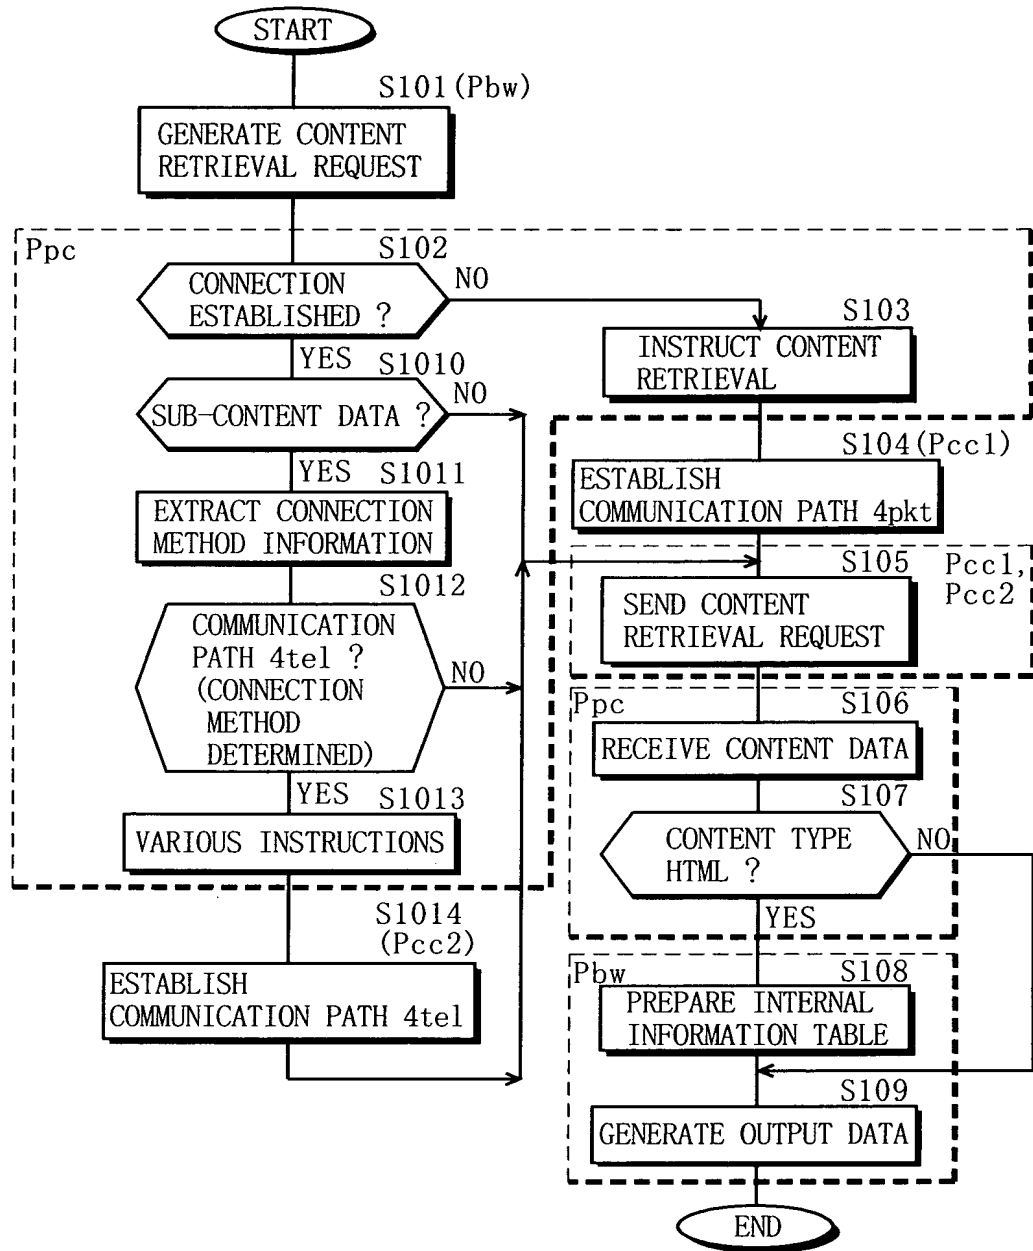 START
S101(Pbw)
GENERATE CONTENT
RETRIEVAL REQUEST
Ppc
S102
CONNECTION
ESTABLISHED ?
NO
YES
S103
INSTRUCT CONTENT
RETRIEVAL
S1010
SUB-CONTENT DATA ?
NO
YES
S1011
EXTRACT CONNECTION
METHOD INFORMATION
S1012
COMMUNICATION
PATH 4tel ?
(CONNECTION
METHOD
DETERMINED)
NO
YES
S1013
VARIOUS INSTRUCTIONS
S1014
(Pcc2)
ESTABLISH
COMMUNICATION PATH 4tel
S104(Pcc1)
ESTABLISH
COMMUNICATION PATH 4pkt
S105
Pcc1,
Pcc2
SEND CONTENT
RETRIEVAL REQUEST
Ppc
S106
RECEIVE CONTENT DATA
S107
CONTENT TYPE
HTML ?
NO
YES
Pbw
S108
PREPARE INTERNAL
INFORMATION TABLE
S109
GENERATE OUTPUT DATA
END